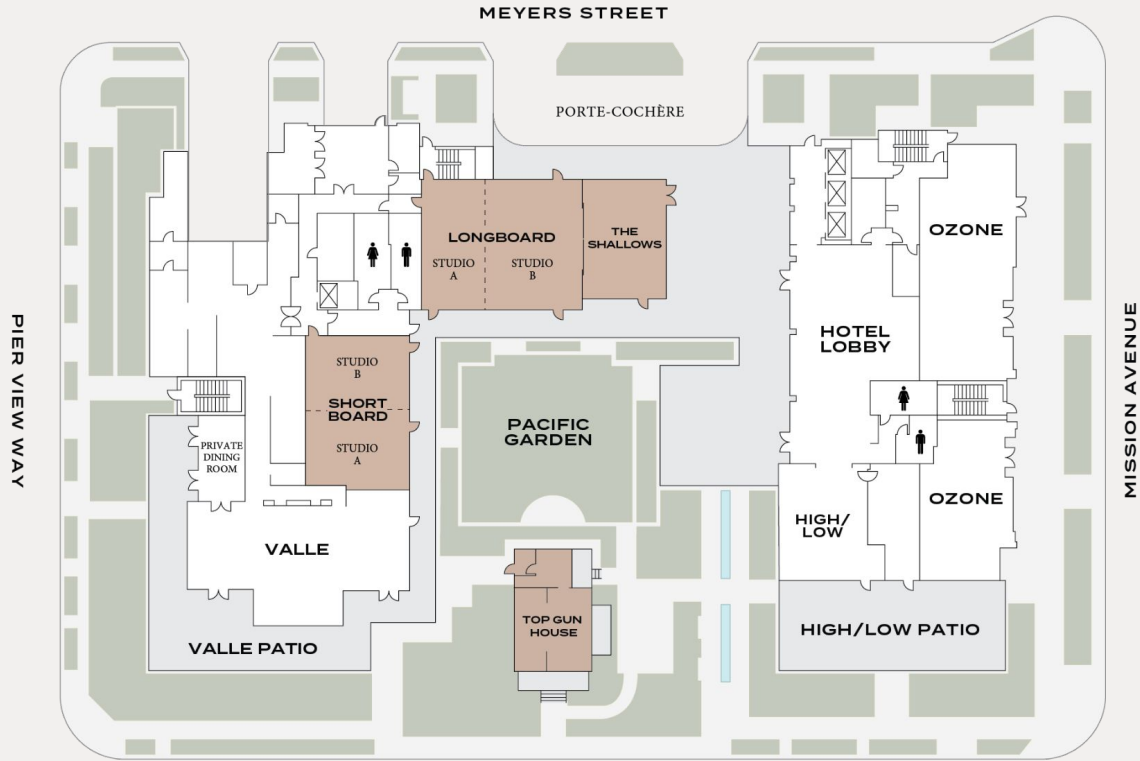 MEYERS STREET
PORTE-COCHÈRE
LONGBOARD
STUDIO
A
STUDIO
B
THE
SHALLOWS
OZONE
HOTEL
LOBBY
PIER VIEW WAY
MISSION AVENUE
STUDIO
B
SHORT
BOARD
STUDIO
A
PRIVATE
DINING
ROOM
PACIFIC
GARDEN
OZONE
HIGH/
LOW
VALLE
TOP GUN
HOUSE
HIGH/LOW PATIO
VALLE PATIO